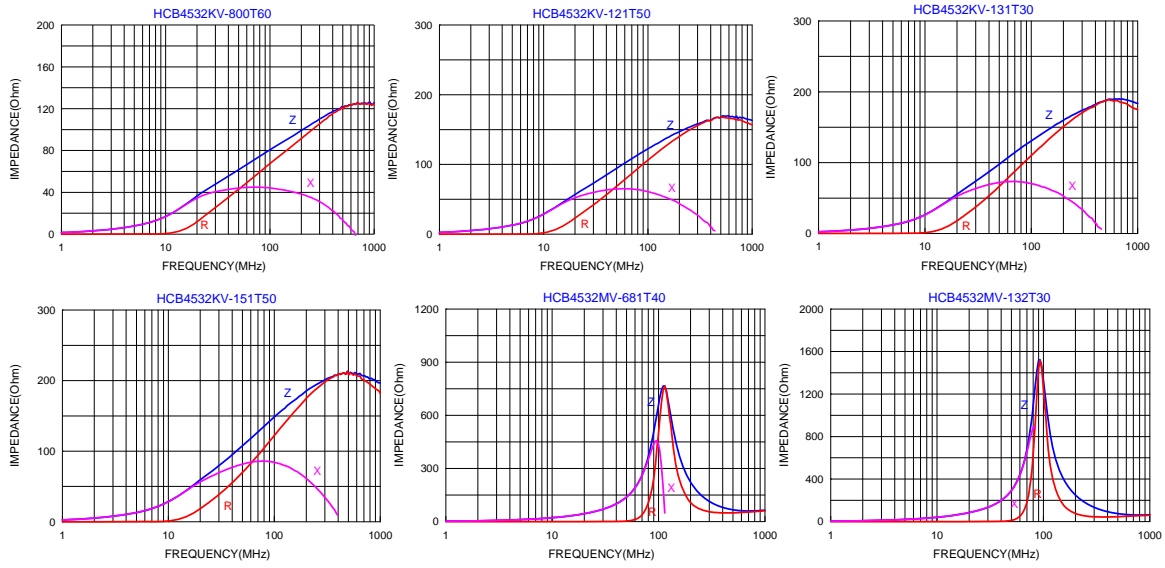 HCB4532KV-800T60
IMPEDANCE(Ohm)
200
160
120
80
40
0
Z
X
R
1
10
100
1000
FREQUENCY(MHz)
HCB4532KV-121T50
IMPEDANCE(Ohm)
300
200
100
0
Z
X
R
1
10
100
1000
FREQUENCY(MHz)
HCB4532KV-131T30
IMPEDANCE(Ohm)
300
200
100
0
Z
X
R
1
10
100
1000
FREQUENCY(MHz)
HCB4532KV-151T50
IMPEDANCE(Ohm)
300
200
100
0
Z
X
R
1
10
100
1000
FREQUENCY(MHz)
HCB4532MV-681T40
IMPEDANCE(Ohm)
1200
900
750
450
300
0
Z
X
R
1
10
100
1000
FREQUENCY(MHz)
HCB4532MV-132T30
IMPEDANCE(Ohm)
2000
1600
1200
800
400
0
Z
X
R
1
10
100
1000
FREQUENCY(MHz)